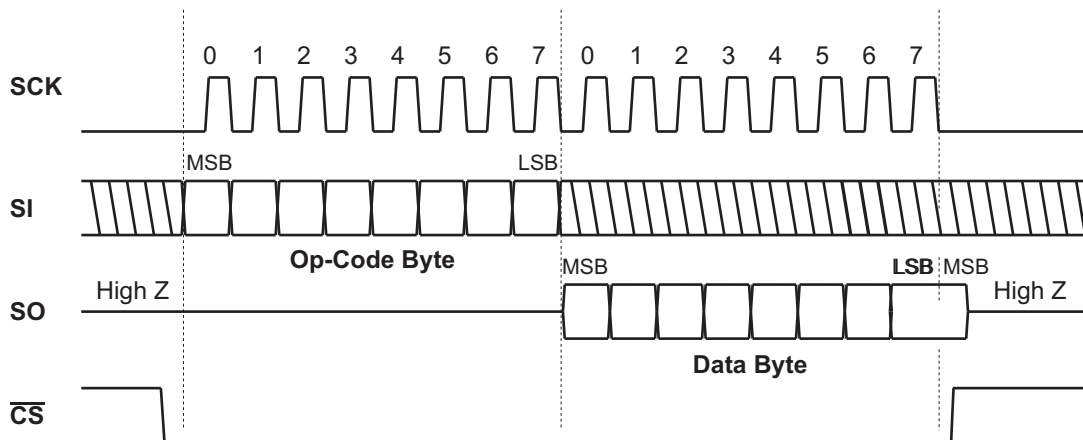 0 1 2 3 4 5 6 7 0 1 2 3 4 5 6 7
SCK
MSB LSB
SI
Op-Code Byte
MSB LSB MSB
High Z High Z
SO
Data Byte
CS